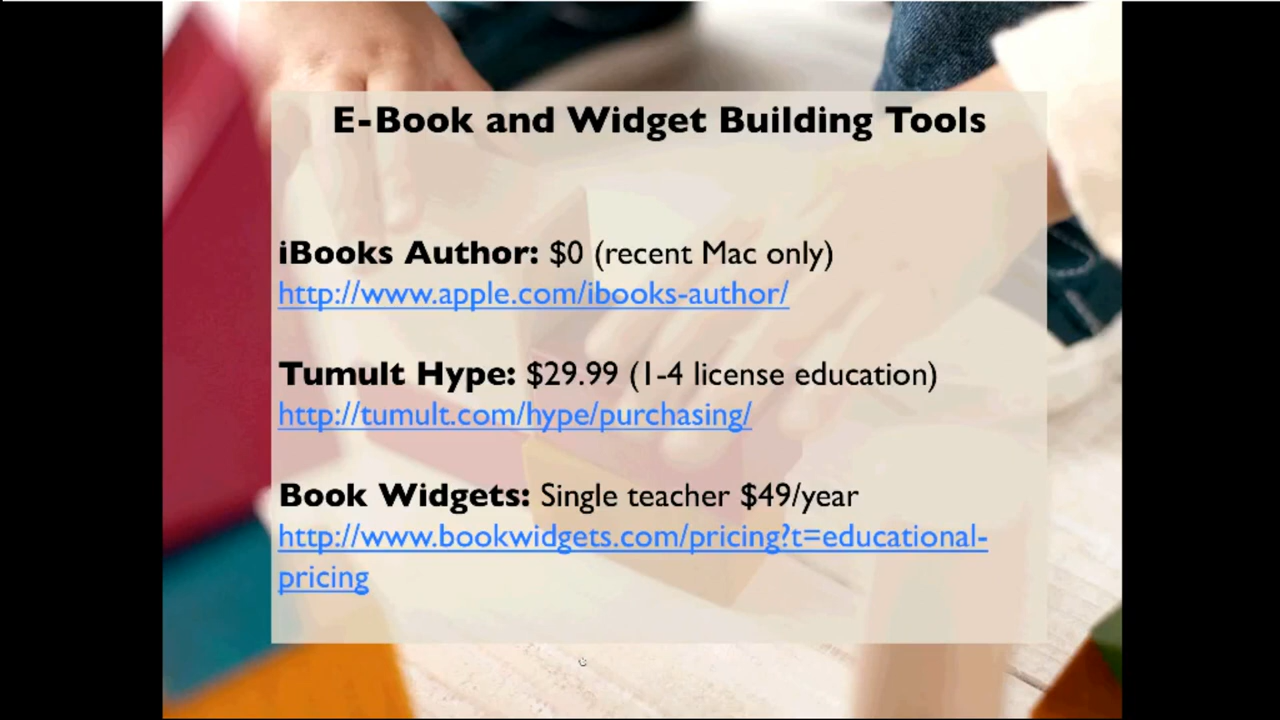 E-Book and Widget Building Tools
iBooks Author: $0 (recent Mac only)
http://www.apple.com/ibooks-author/
Tumult Hype: $29.99 (1-4 license education)
http://tumult.com/hype/purchasing/
Book Widgets: Single teacher $49/year
http://www.bookwidgets.com/pricing?t=educational-
pricing